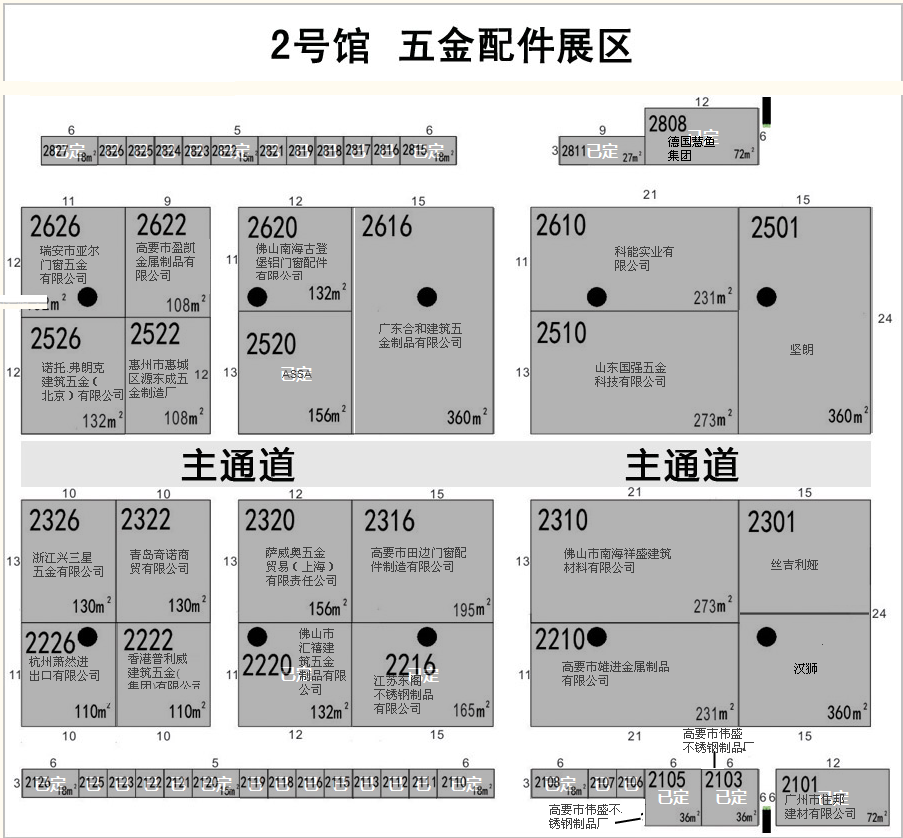 2号馆 五金配件展区
6 5 6
2827 已定 18m² 2826 2825 2824 2823 2822 15m² 2821 2819 2818 2817 2816 2815 已定 18m²
9
3 2811 已定 27m²
12
2808 已定
德国慧鱼
集团
72m²
6
11
2626
瑞安市亚尔
门窗五金
有限公司
12
9
2622
高要市盈凯
金属制品有
限公司
108m²
12
2526
诺托.弗朗克
建筑五金(
北京)有限公司
132m²
2522
惠州市惠城
区源东成五
金制造厂
12
108m²
12
2620
佛山南海古登
堡铝门窗配件
有限公司
11
132m²
2520
已定
ASSA
13
156m²
15
2616
广东合和建筑五
金制品有限公司
360m²
21
2610
科能实业有
限公司
11
231m²
2510
山东国强五金
科技有限公司
13
273m²
15
2501
坚朗
24
360m²
主通道 主通道
10
2326
浙江兴三星
五金有限公司
13
130m²
10
2322
青岛奇诺商
贸有限公司
130m²
2226
杭州萧然进
出口有限公司
11
110m²
10
2222
香港普利威
建筑五金(
集团)有限公司
110m²
10
12
2320
萨威奥五金
贸易(上海)
有限责任公司
13
156m²
15
2316
高要市田边门窗配
件制造有限公司
195m²
2220 已定
佛山市
汇禧建
筑五金有限
制品有限
公司
11
132m²
12
2216 已定
江苏东阁
不锈钢制品
有限公司
165m²
15
21
2310
佛山市南海祥盛建筑
材料有限公司
13
273m²
15
2301
丝吉利娅
24
2210
高要市雄进金属制品
有限公司
11
231m²
21
汉狮
360m²
15
6 5 6
3 2126 已定 18m² 2125 2123 2122 2121 2120 15m² 2119 2118 2116 2115 2113 2112 2111 2110 已定 18m²
高要市伟盛
不锈钢制品厂
6 6 6
3 2108 已定 18m² 2107 2106
2105
已定
36m²
2103
已定
36m²
6 6
高要市伟盛不
锈钢制品厂
12
2101 已定
广州市佳邦
建材有限公司
72m²